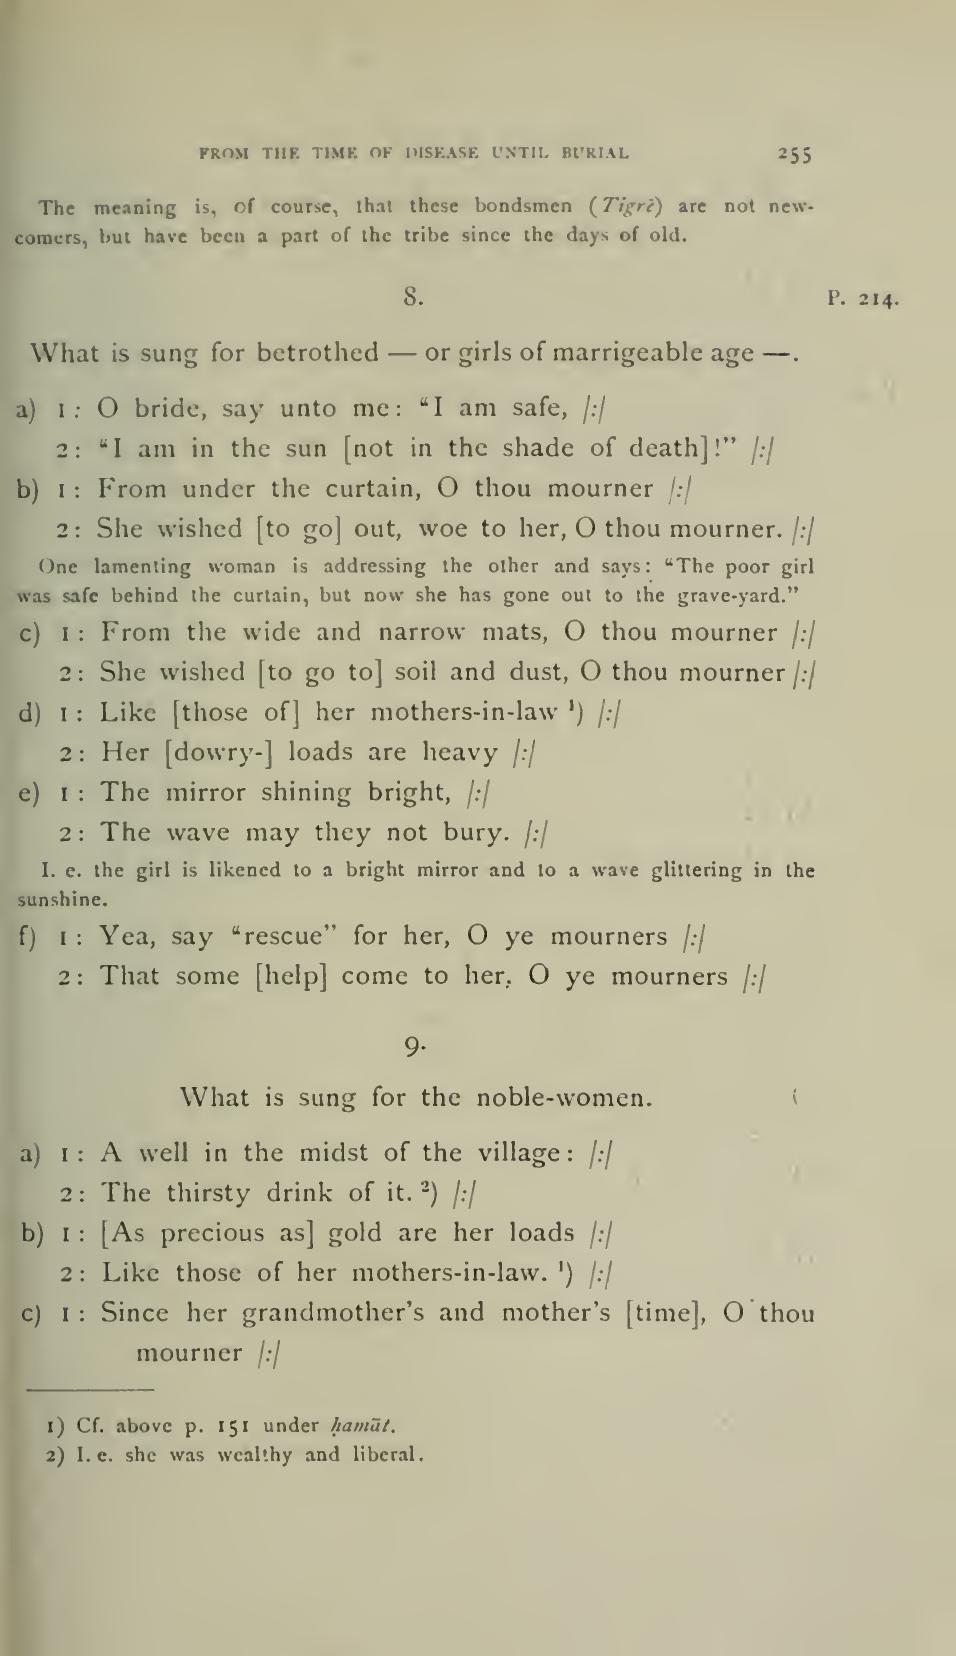 FROM THE TIME OF DISEASE UNTIL BURIAL 255
The meaning is, of course, that these bondsmen (Tigrē) are not new-
comers, but have been a part of the tribe since the days of old.
8. P. 214.
What is sung for betrothed — or girls of marrigeable age —.
a) 1: O bride, say unto me: “I am safe, /:/
2: “I am in the sun [not in the shade of death]!” /:/
b) 1: From under the curtain, O thou mourner /:/
2: She wished [to go] out, woe to her, O thou mourner. /:/
One lamenting woman is addressing the other and says: “The poor girl
was safe behind the curtain, but now she has gone out to the grave-yard.”
c) 1: From the wide and narrow mats, O thou mourner /:/
2: She wished [to go to] soil and dust, O thou mourner /:/
d) 1: Like [those of] her mothers-in-law ¹) /:/
2: Her [dowry-] loads are heavy /:/
e) 1: The mirror shining bright, /:/
2: The wave may they not bury. /:/
I. e. the girl is likened to a bright mirror and to a wave glittering in the
sunshine.
f) 1: Yea, say “rescue” for her, O ye mourners /:/
2: That some [help] come to her, O ye mourners /:/
9.
What is sung for the noble-women.
a) 1: A well in the midst of the village: /:/
2: The thirsty drink of it. ²) /:/
b) 1: [As precious as] gold are her loads /:/
2: Like those of her mothers-in-law. ¹) /:/
c) 1: Since her grandmother’s and mother’s [time], O thou
mourner /:/
1) Cf. above p. 151 under ḥamāt.
2) I. e. she was wealthy and liberal.